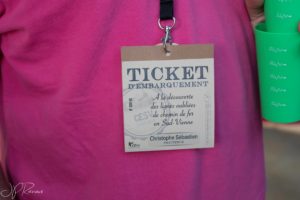 TICKET
D'EMBARQUEMENT
A la découverte
des lignes oubliées
de chemin de fer
en Sud-Vienne
Christophe Sébastien